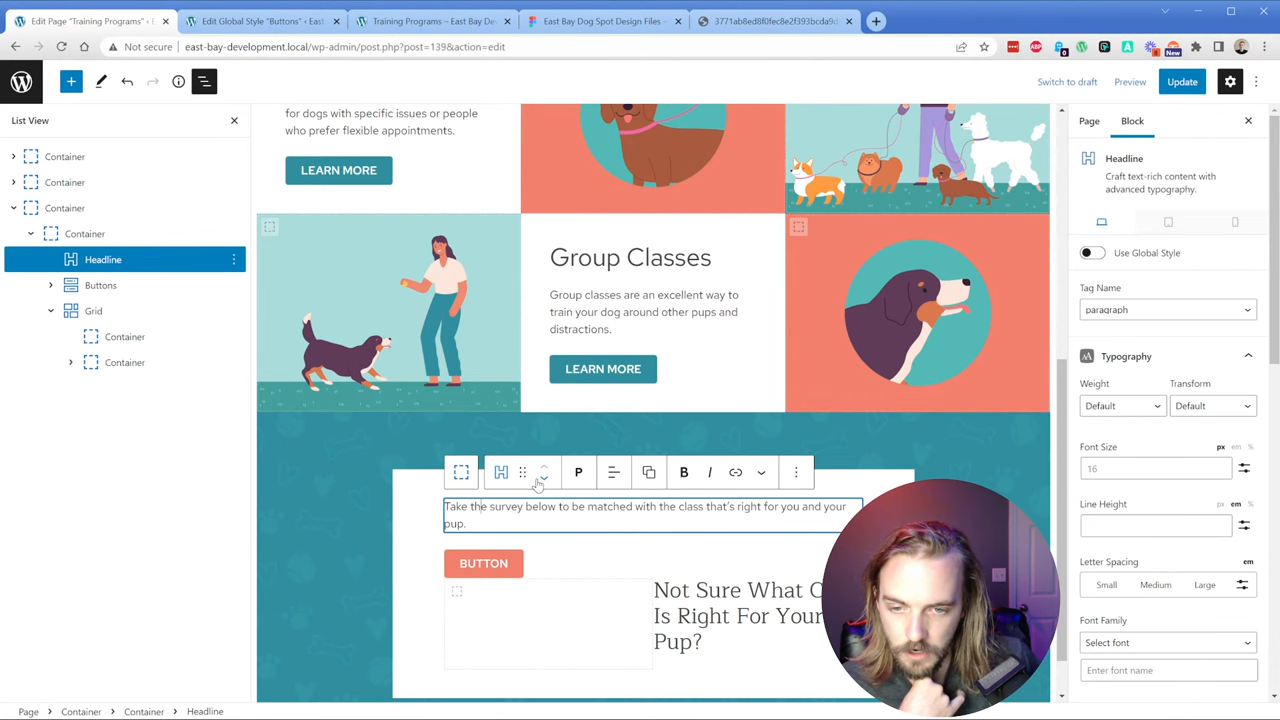 Edit Page "Training Programs" ‹ E
Edit Global Style "Buttons" ‹ East
Training Programs – East Bay Dev
East Bay Dog Spot Design Files –
3771ab8ed8f0fec8e2f393bcda9d
Not secure
east-bay-development.local/wp-admin/post.php?post=139&action=edit
New
Switch to draft
Preview
Update
List View
Container
Container
Container
Container
Headline
Buttons
Grid
Container
Container
for dogs with specific issues or people
who prefer flexible appointments.
LEARN MORE
Group Classes
Group classes are an excellent way to
train your dog around other pups and
distractions.
LEARN MORE
P
B
I
Take the survey below to be matched with the class that's right for you and your
pup.
BUTTON
Not Sure What C
Is Right For Your
Pup?
Page
Block
Headline
Craft text-rich content with
advanced typography.
Use Global Style
Tag Name
paragraph
Typography
Weight
Transform
Default
Default
Font Size
px em %
16
Line Height
px em %
Letter Spacing
em
Small
Medium
Large
Font Family
Select font
Enter font name
Page
Container
Container
Headline